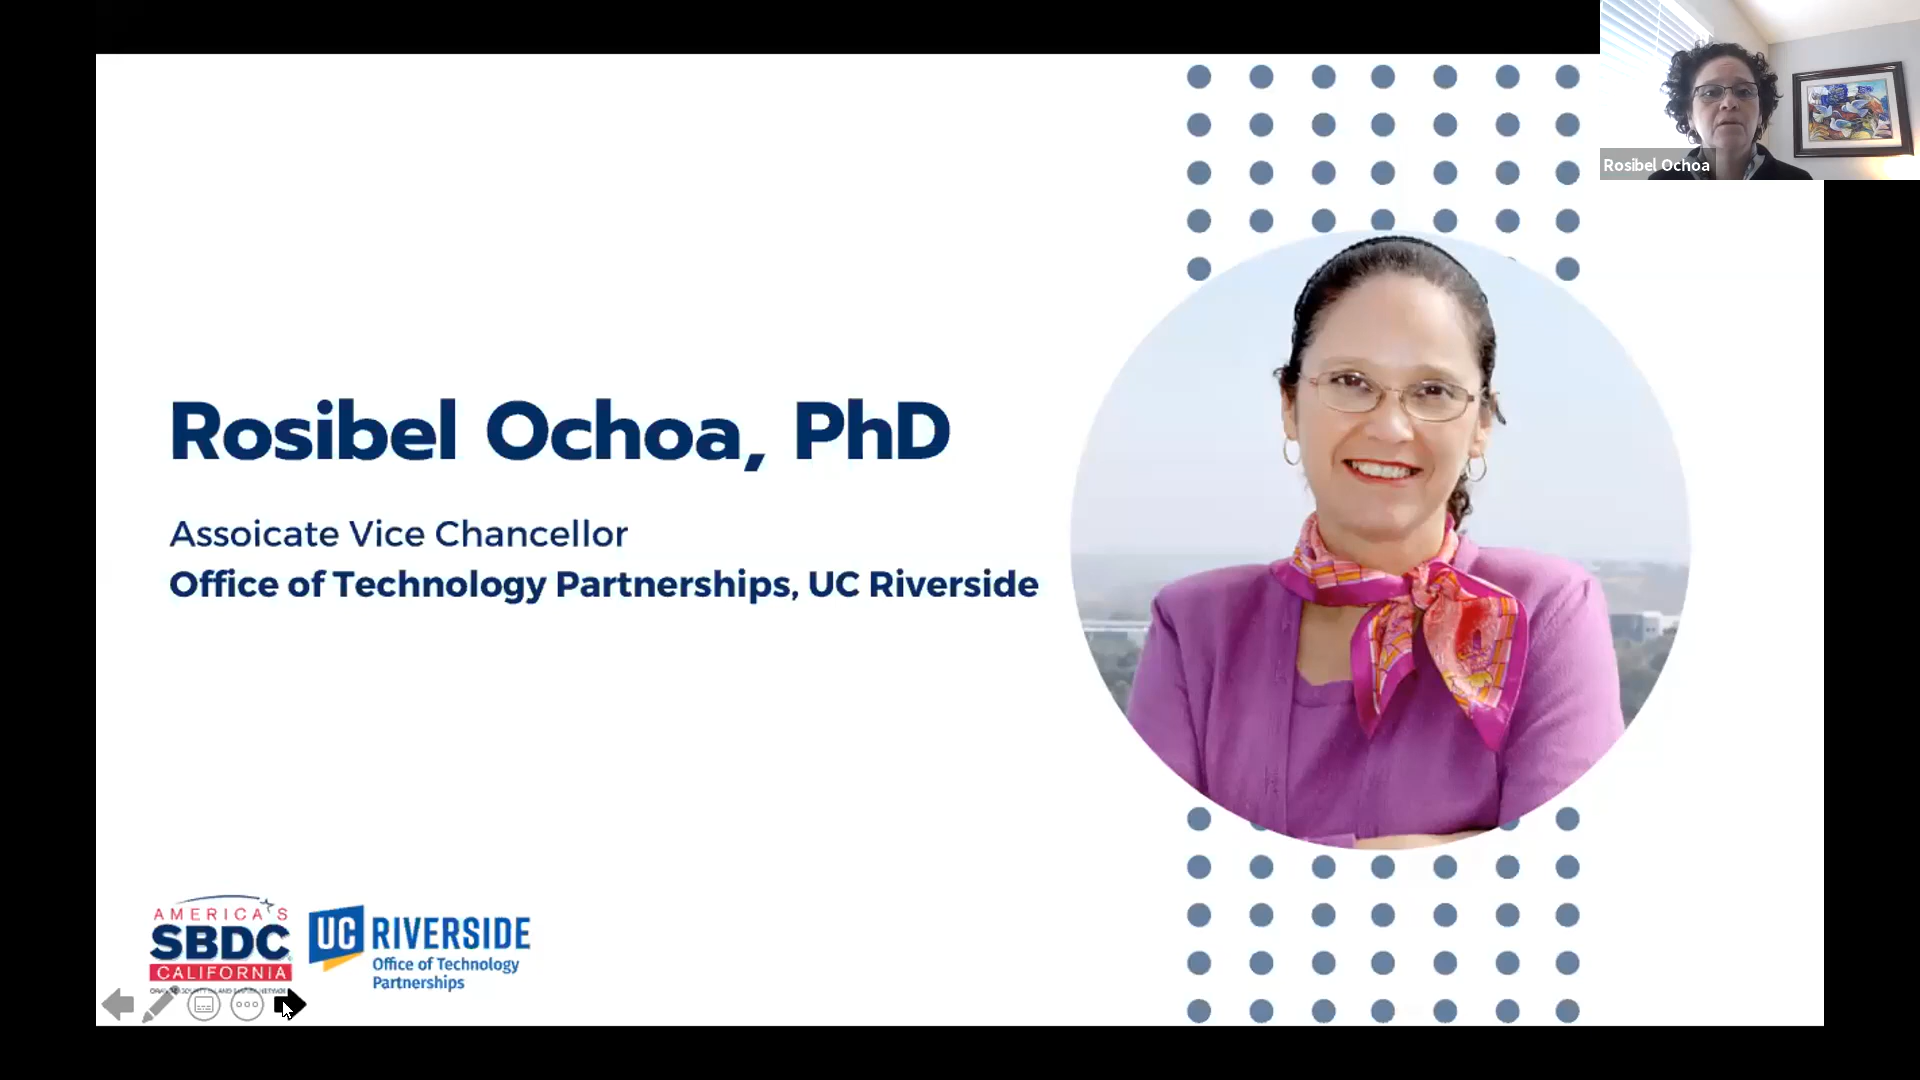 Rosibel Ochoa
Rosibel Ochoa, PhD
Assoicate Vice Chancellor
Office of Technology Partnerships, UC Riverside
AMERICA'S
SBDC
CALIFORNIA
UC RIVERSIDE
Office of Technology
Partnerships